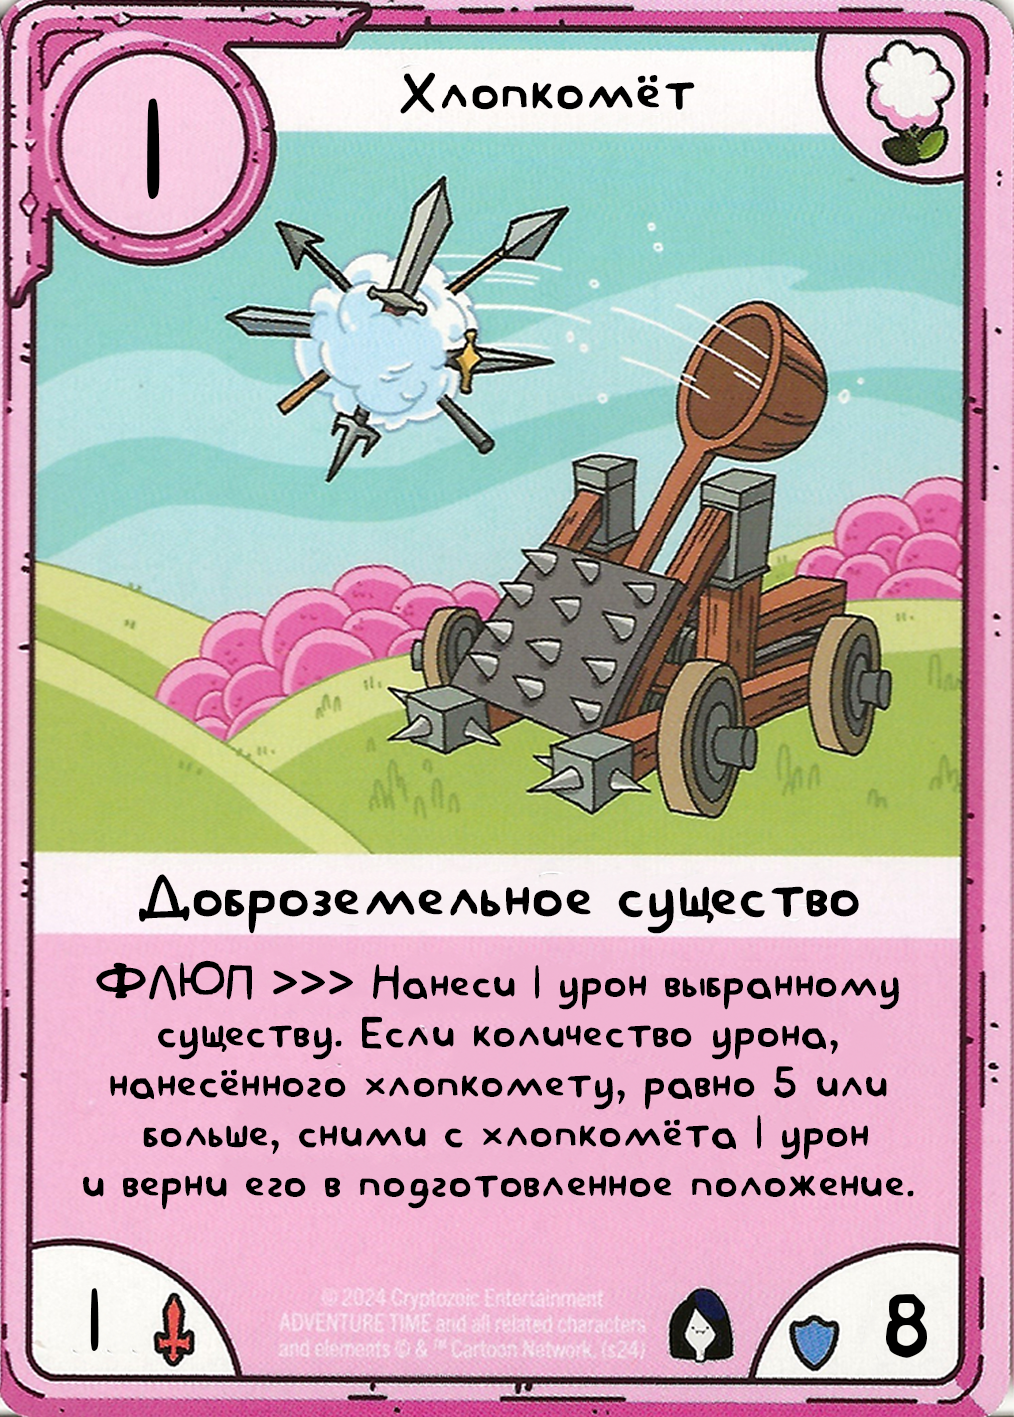 1
Хлопкомёт
Доброземельное существо
ФЛЮП >>> Нанеси 1 урон выбранному
существу. Если количество урона,
нанесённого хлопкомету, равно 5 или
больше, сними с хлопкомёта 1 урон
и верни его в подготовленное положение.
© 2024 Cryptozoic Entertainment
ADVENTURE TIME and all related characters
and elements © & ™ Cartoon Network. (s24)
1
8